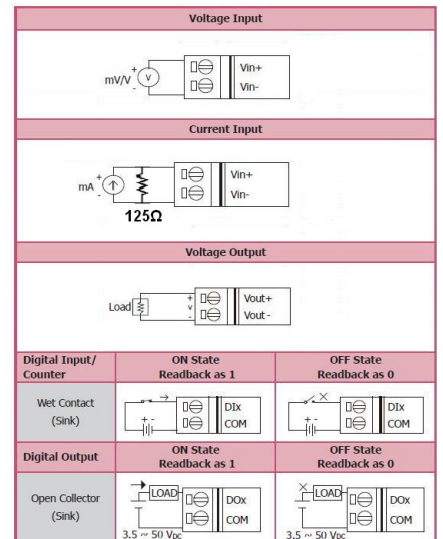 Voltage Input
+
mV/V
V
-
Vin+
Vin-
Current Input
+
mA
-
125Ω
Vin+
Vin-
Voltage Output
Load
+
v
-
Vout+
Vout -
Digital Input/
Counter
ON State
Readback as 1
OFF State
Readback as 0
Wet Contact
(Sink)
+ -
DIx
COM
+ -
DIx
COM
Digital Output
ON State
Readback as 1
OFF State
Readback as 0
Open Collector
(Sink)
LOAD
DOx
COM
3.5 ~ 50 VDC
LOAD
DOx
COM
3.5 ~ 50 VDC